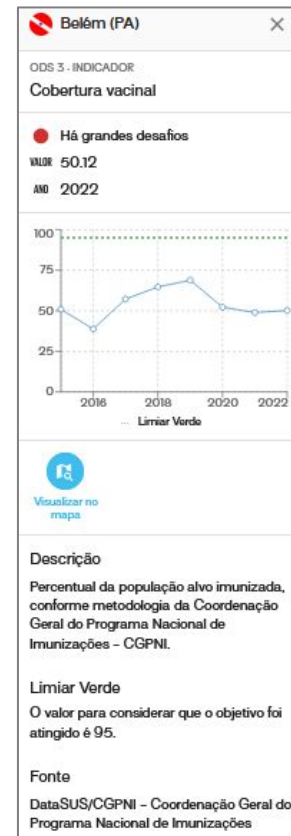 Belém (PA)
ODS 3 - INDICADOR
Cobertura vacinal
Há grandes desafios
VALOR 50.12
ANO 2022
100
75
50
25
0
2016 2018 2020 2022
... Limiar Verde
Visualizar no
mapa
Descrição
Percentual da população alvo imunizada,
conforme metodologia da Coordenação
Geral do Programa Nacional de
Imunizações - CGPNI.
Limiar Verde
O valor para considerar que o objetivo foi
atingido é 95.
Fonte
DataSUS/CGPNI - Coordenação Geral do
Programa Nacional de Imunizações